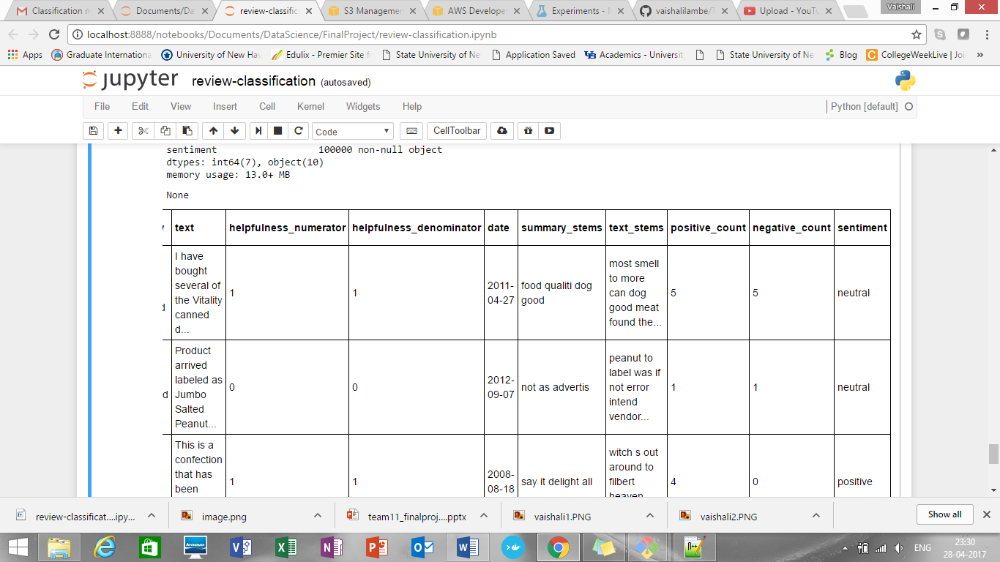 Vaishali
Classification n
Documents/Da
review-classific
S3 Managemen
AWS Develope
Experiments -
vaishalilambe/
Upload - YouTu
localhost:8888/notebooks/Documents/DataScience/FinalProject/review-classification.ipynb
Apps
Graduate Internationa
University of New Hav
Edulix - Premier Site f
State University of Ne
Application Saved
Academics - Universit
State University of Ne
Blog
CollegeWeekLive | Joi
»
jupyter review-classification (autosaved)
File Edit View Insert Cell Kernel Widgets Help Python [default]
Code CellToolbar
sentiment 100000 non-null object
dtypes: int64(7), object(10)
memory usage: 13.0+ MB
None
text helpfulness_numerator helpfulness_denominator date summary_stems text_stems positive_count negative_count sentiment
d
I have
bought
several of
the Vitality
canned
d...
1
1
2011-
04-27
food qualiti dog
good
most smell
to more
can dog
good meat
found the...
5
5
neutral
d
Product
arrived
labeled as
Jumbo
Salted
Peanut...
0
0
2012-
09-07
not as advertis
peanut to
label was if
not error
intend
vendor...
1
1
neutral
This is a
confection
that has
been
1
1
2008-
08-18
say it delight all
witch s out
around to
filbert
heaven
4
0
positive
review-classificat....ipy...
image.png
team11_finalproj....pptx
vaishali1.PNG
vaishali2.PNG
Show all
lenovo
ENG
23:30
28-04-2017